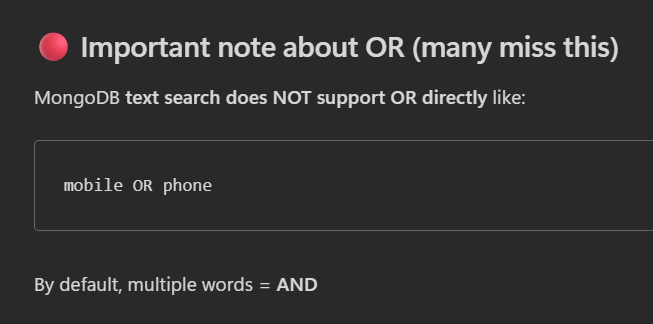 🔴 Important note about OR (many miss this)
MongoDB text search does NOT support OR directly like:
mobile OR phone
By default, multiple words = AND